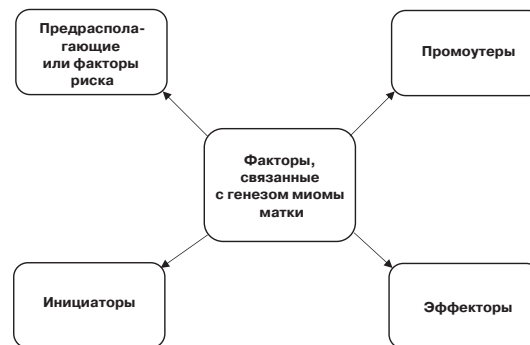 Предраспола-
гающие
или факторы
риска
Промоутеры
Факторы,
связанные
с генезом миомы
матки
Инициаторы
Эффекторы